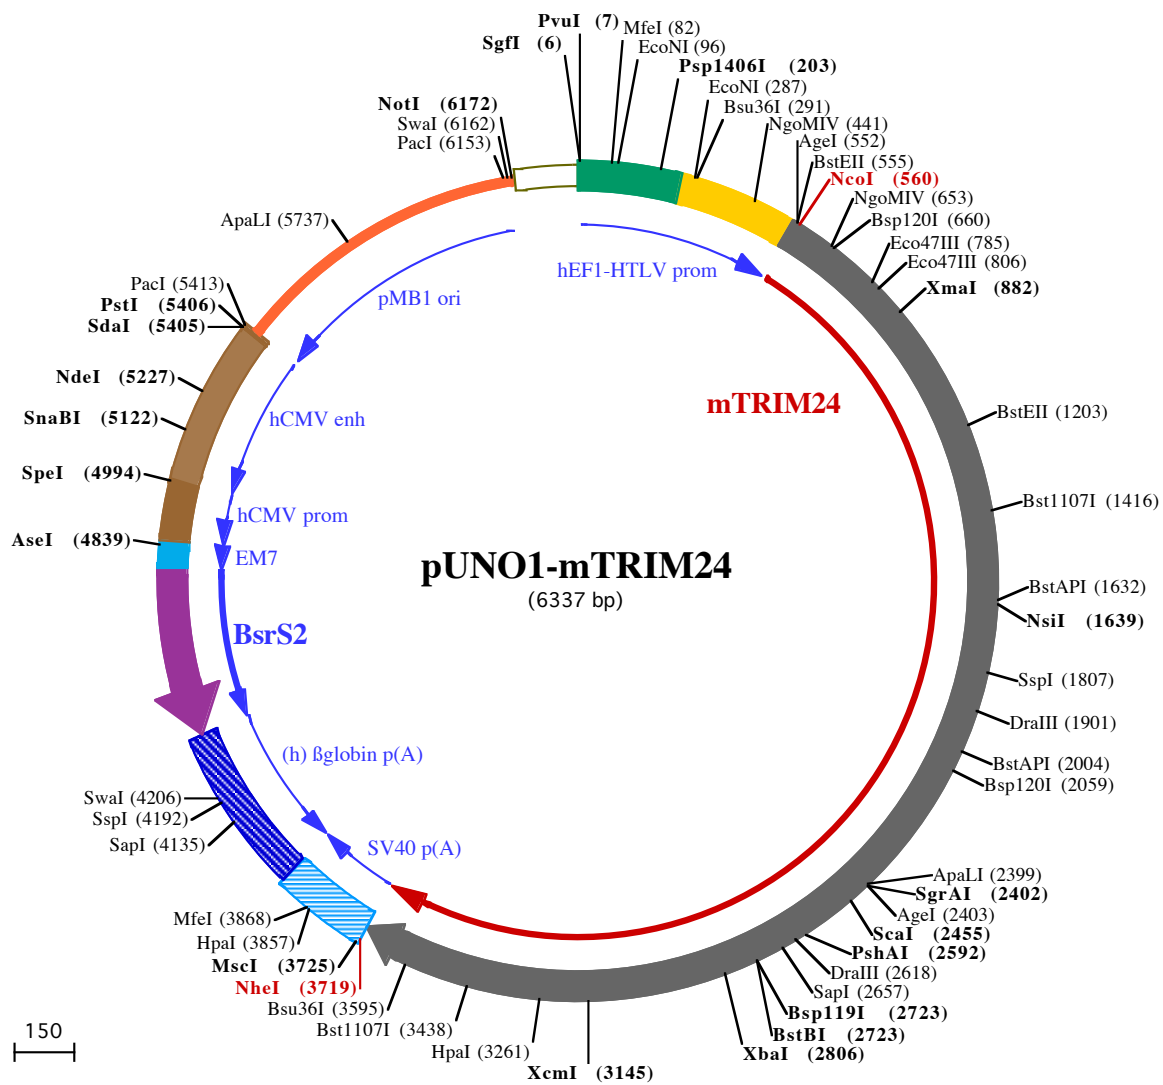 PvuI (7)
SgfI (6)
MfeI (82)
EcoNI (96)
Psp1406I (203)
EcoNI (287)
Bsu36I (291)
NgoMIV (441)
AgeI (552)
BstEII (555)
NcoI (560)
NgoMIV (653)
Bsp120I (660)
Eco47III (785)
Eco47III (806)
XmaI (882)
BstEII (1203)
Bst1107I (1416)
BstAPI (1632)
NsiI (1639)
SspI (1807)
DraIII (1901)
BstAPI (2004)
Bsp120I (2059)
ApaLI (2399)
SgrAI (2402)
AgeI (2403)
ScaI (2455)
PshAI (2592)
DraIII (2618)
SapI (2657)
Bsp119I (2723)
BstBI (2723)
XbaI (2806)
XcmI (3145)
HpaI (3261)
Bst1107I (3438)
Bsu36I (3595)
NheI (3719)
MscI (3725)
HpaI (3857)
MfeI (3868)
SapI (4135)
SspI (4192)
SwaI (4206)
AseI (4839)
SpeI (4994)
SnaBI (5122)
NdeI (5227)
SdaI (5405)
PstI (5406)
PacI (5413)
ApaLI (5737)
PacI (6153)
SwaI (6162)
NotI (6172)
hEF1-HTLV prom
mTRIM24
pMB1 ori
hCMV enh
hCMV prom
EM7
BsrS2
(h) ßglobin p(A)
SV40 p(A)
pUNO1-mTRIM24
(6337 bp)
150